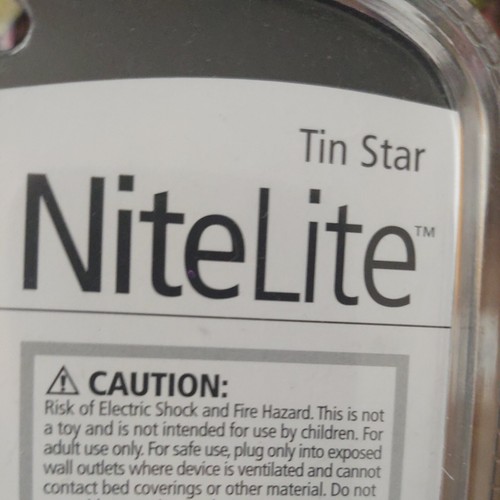 Tin Star
NiteLite™
⚠ CAUTION:
Risk of Electric Shock and Fire Hazard. This is not
a toy and is not intended for use by children. For
adult use only. For safe use, plug only into exposed
wall outlets where device is ventilated and cannot
contact bed coverings or other material. Do not